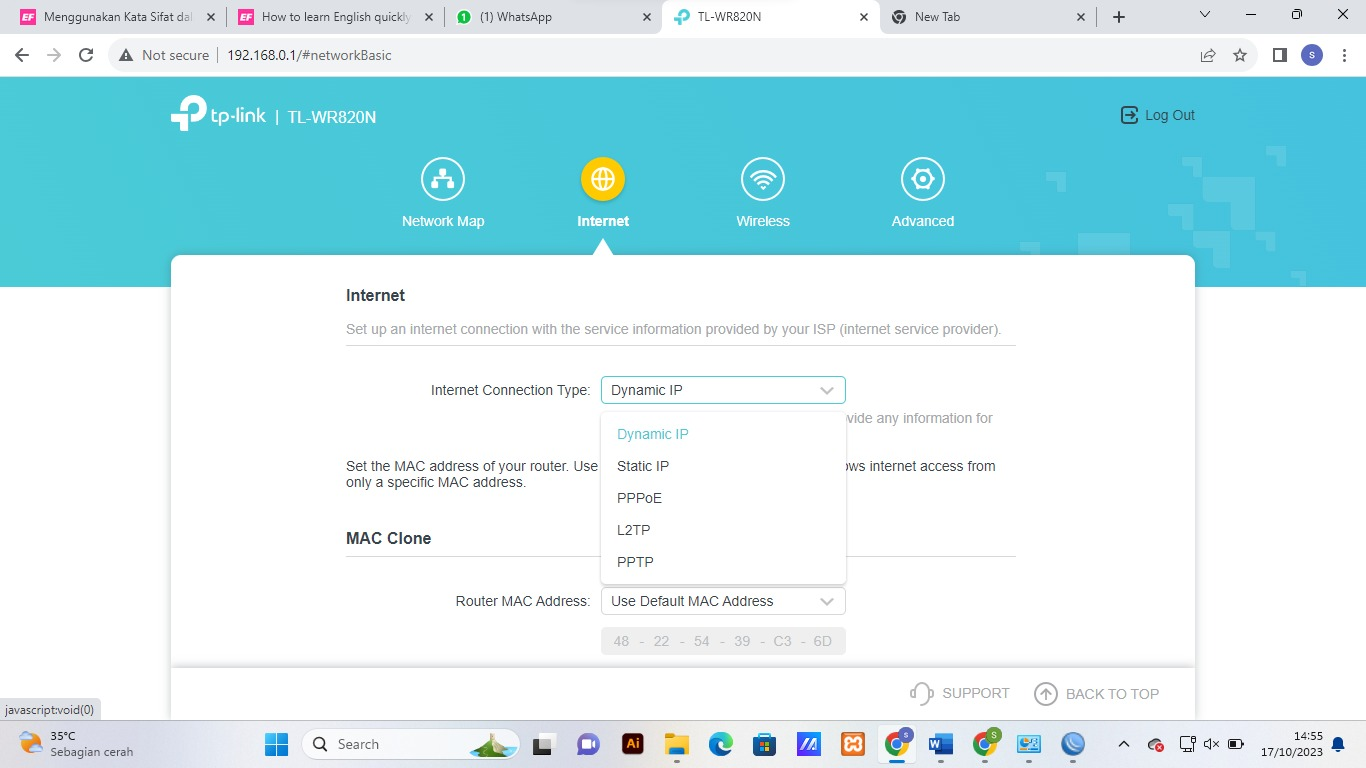 EF Menggunakan Kata Sifat dal
EF How to learn English quickly
1 (1) WhatsApp
TL-WR820N
New Tab
Not secure 192.168.0.1/#networkBasic
S
tp-link | TL-WR820N
Log Out
Network Map
Internet
Wireless
Advanced
Internet
Set up an internet connection with the service information provided by your ISP (internet service provider).
Internet Connection Type: Dynamic IP
vide any information for
Dynamic IP
Set the MAC address of your router. Use
Static IP
ows internet access from
only a specific MAC address.
PPPoE
L2TP
MAC Clone
PPTP
Router MAC Address: Use Default MAC Address
48 - 22 - 54 - 39 - C3 - 6D
SUPPORT
BACK TO TOP
javascript:void(0)
35°C
Sebagian cerah
Search
Ai
S
W
S
14:55
17/10/2023